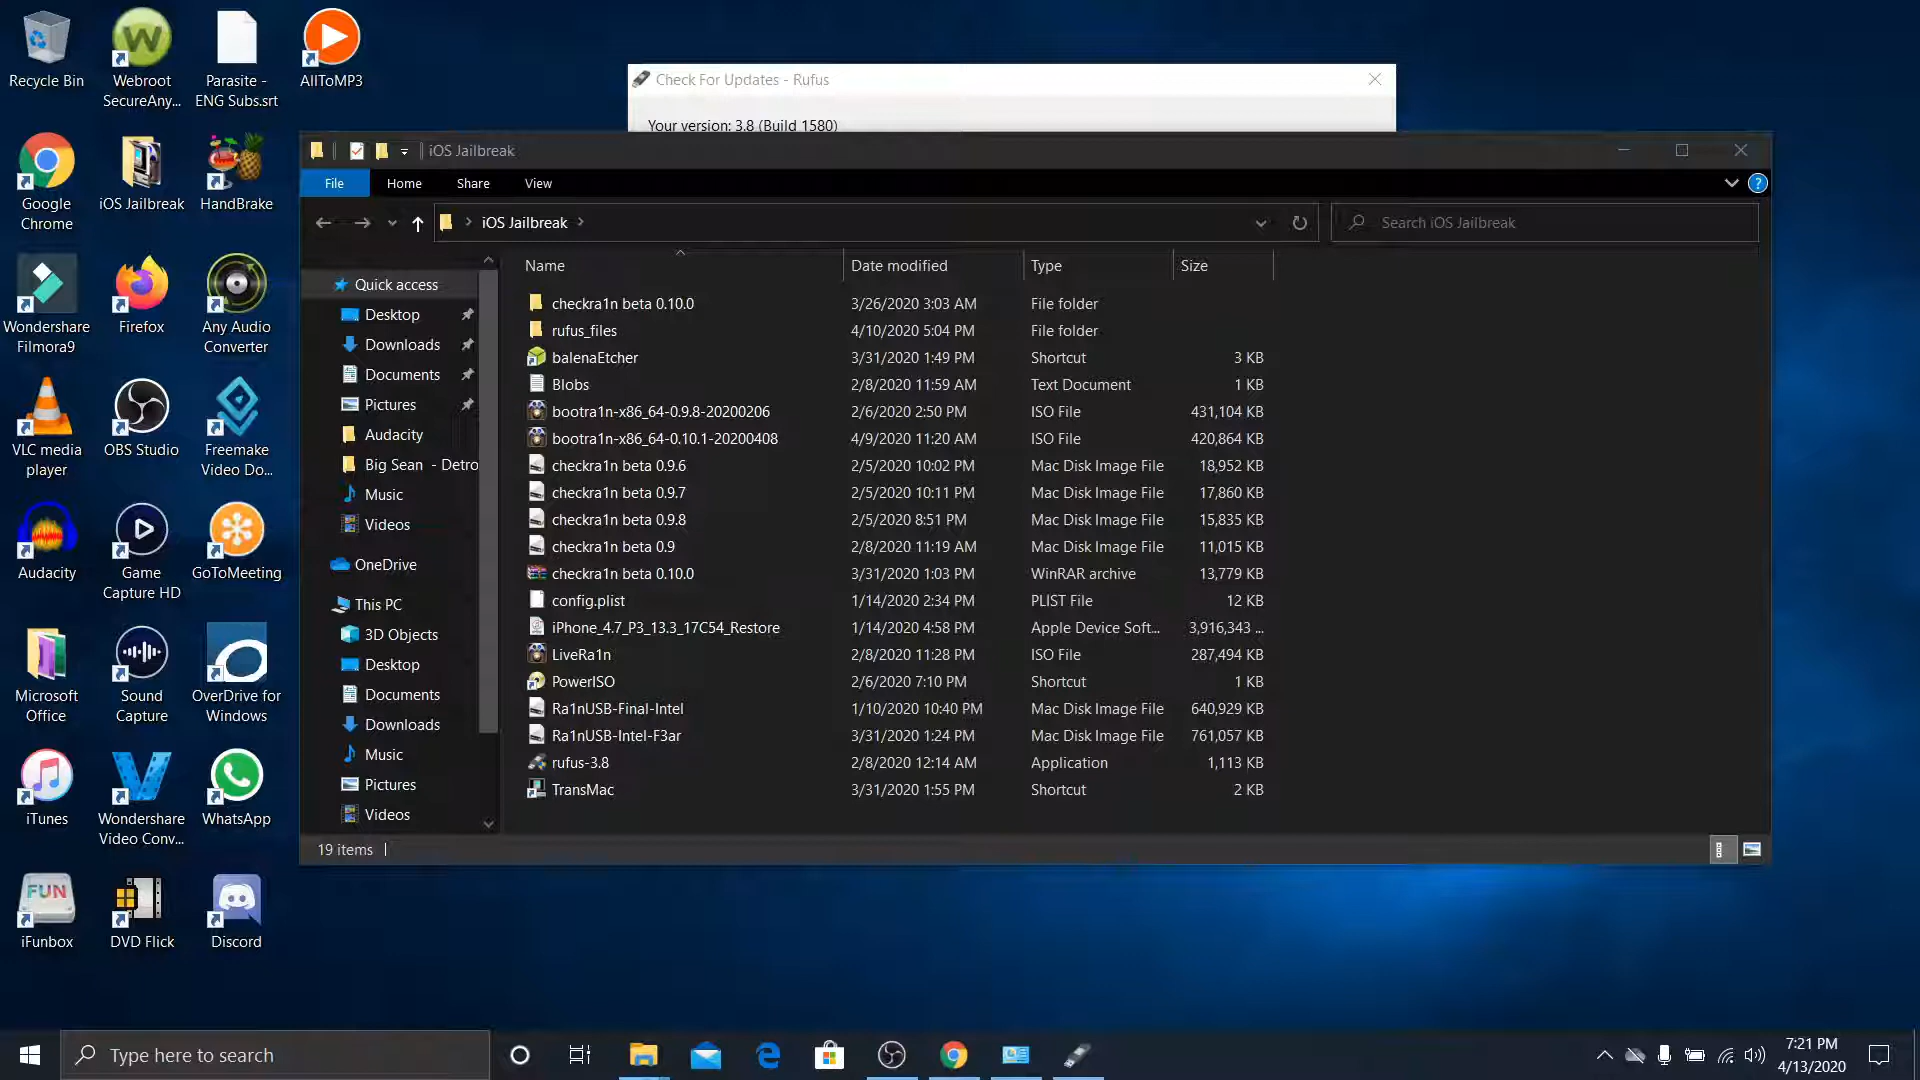 Recycle Bin
Webroot
SecureAny...
Parasite -
ENG Subs.srt
AllToMP3
Google
Chrome
iOS Jailbreak
HandBrake
Wondershare
Filmora9
Firefox
Any Audio
Converter
VLC media
player
OBS Studio
Freemake
Video Do...
Audacity
Game
Capture HD
GoToMeeting
Microsoft
Office
Sound
Capture
OverDrive for
Windows
iTunes
Wondershare
Video Conv...
WhatsApp
FUN
iFunbox
DVD Flick
Discord
Check For Updates - Rufus
Your version: 3.8 (Build 1580)
iOS Jailbreak
File Home Share View
iOS Jailbreak
Search iOS Jailbreak
Quick access
Desktop
Downloads
Documents
Pictures
Audacity
Big Sean - Detro
Music
Videos
OneDrive
This PC
3D Objects
Desktop
Documents
Downloads
Music
Pictures
Videos
Name Date modified Type Size
checkra1n beta 0.10.0 3/26/2020 3:03 AM File folder
rufus_files 4/10/2020 5:04 PM File folder
balenaEtcher 3/31/2020 1:49 PM Shortcut 3 KB
Blobs 2/8/2020 11:59 AM Text Document 1 KB
bootra1n-x86_64-0.9.8-20200206 2/6/2020 2:50 PM ISO File 431,104 KB
bootra1n-x86_64-0.10.1-20200408 4/9/2020 11:20 AM ISO File 420,864 KB
checkra1n beta 0.9.6 2/5/2020 10:02 PM Mac Disk Image File 18,952 KB
checkra1n beta 0.9.7 2/5/2020 10:11 PM Mac Disk Image File 17,860 KB
checkra1n beta 0.9.8 2/5/2020 8:51 PM Mac Disk Image File 15,835 KB
checkra1n beta 0.9 2/8/2020 11:19 AM Mac Disk Image File 11,015 KB
checkra1n beta 0.10.0 3/31/2020 1:03 PM WinRAR archive 13,779 KB
config.plist 1/14/2020 2:34 PM PLIST File 12 KB
iPhone_4.7_P3_13.3_17C54_Restore 1/14/2020 4:58 PM Apple Device Soft... 3,916,343 ...
LiveRa1n 2/8/2020 11:28 PM ISO File 287,494 KB
PowerISO 2/6/2020 7:10 PM Shortcut 1 KB
Ra1nUSB-Final-Intel 1/10/2020 10:40 PM Mac Disk Image File 640,929 KB
Ra1nUSB-Intel-F3ar 3/31/2020 1:24 PM Mac Disk Image File 761,057 KB
rufus-3.8 2/8/2020 12:14 AM Application 1,113 KB
TransMac 3/31/2020 1:55 PM Shortcut 2 KB
19 items
Type here to search
7:21 PM
4/13/2020